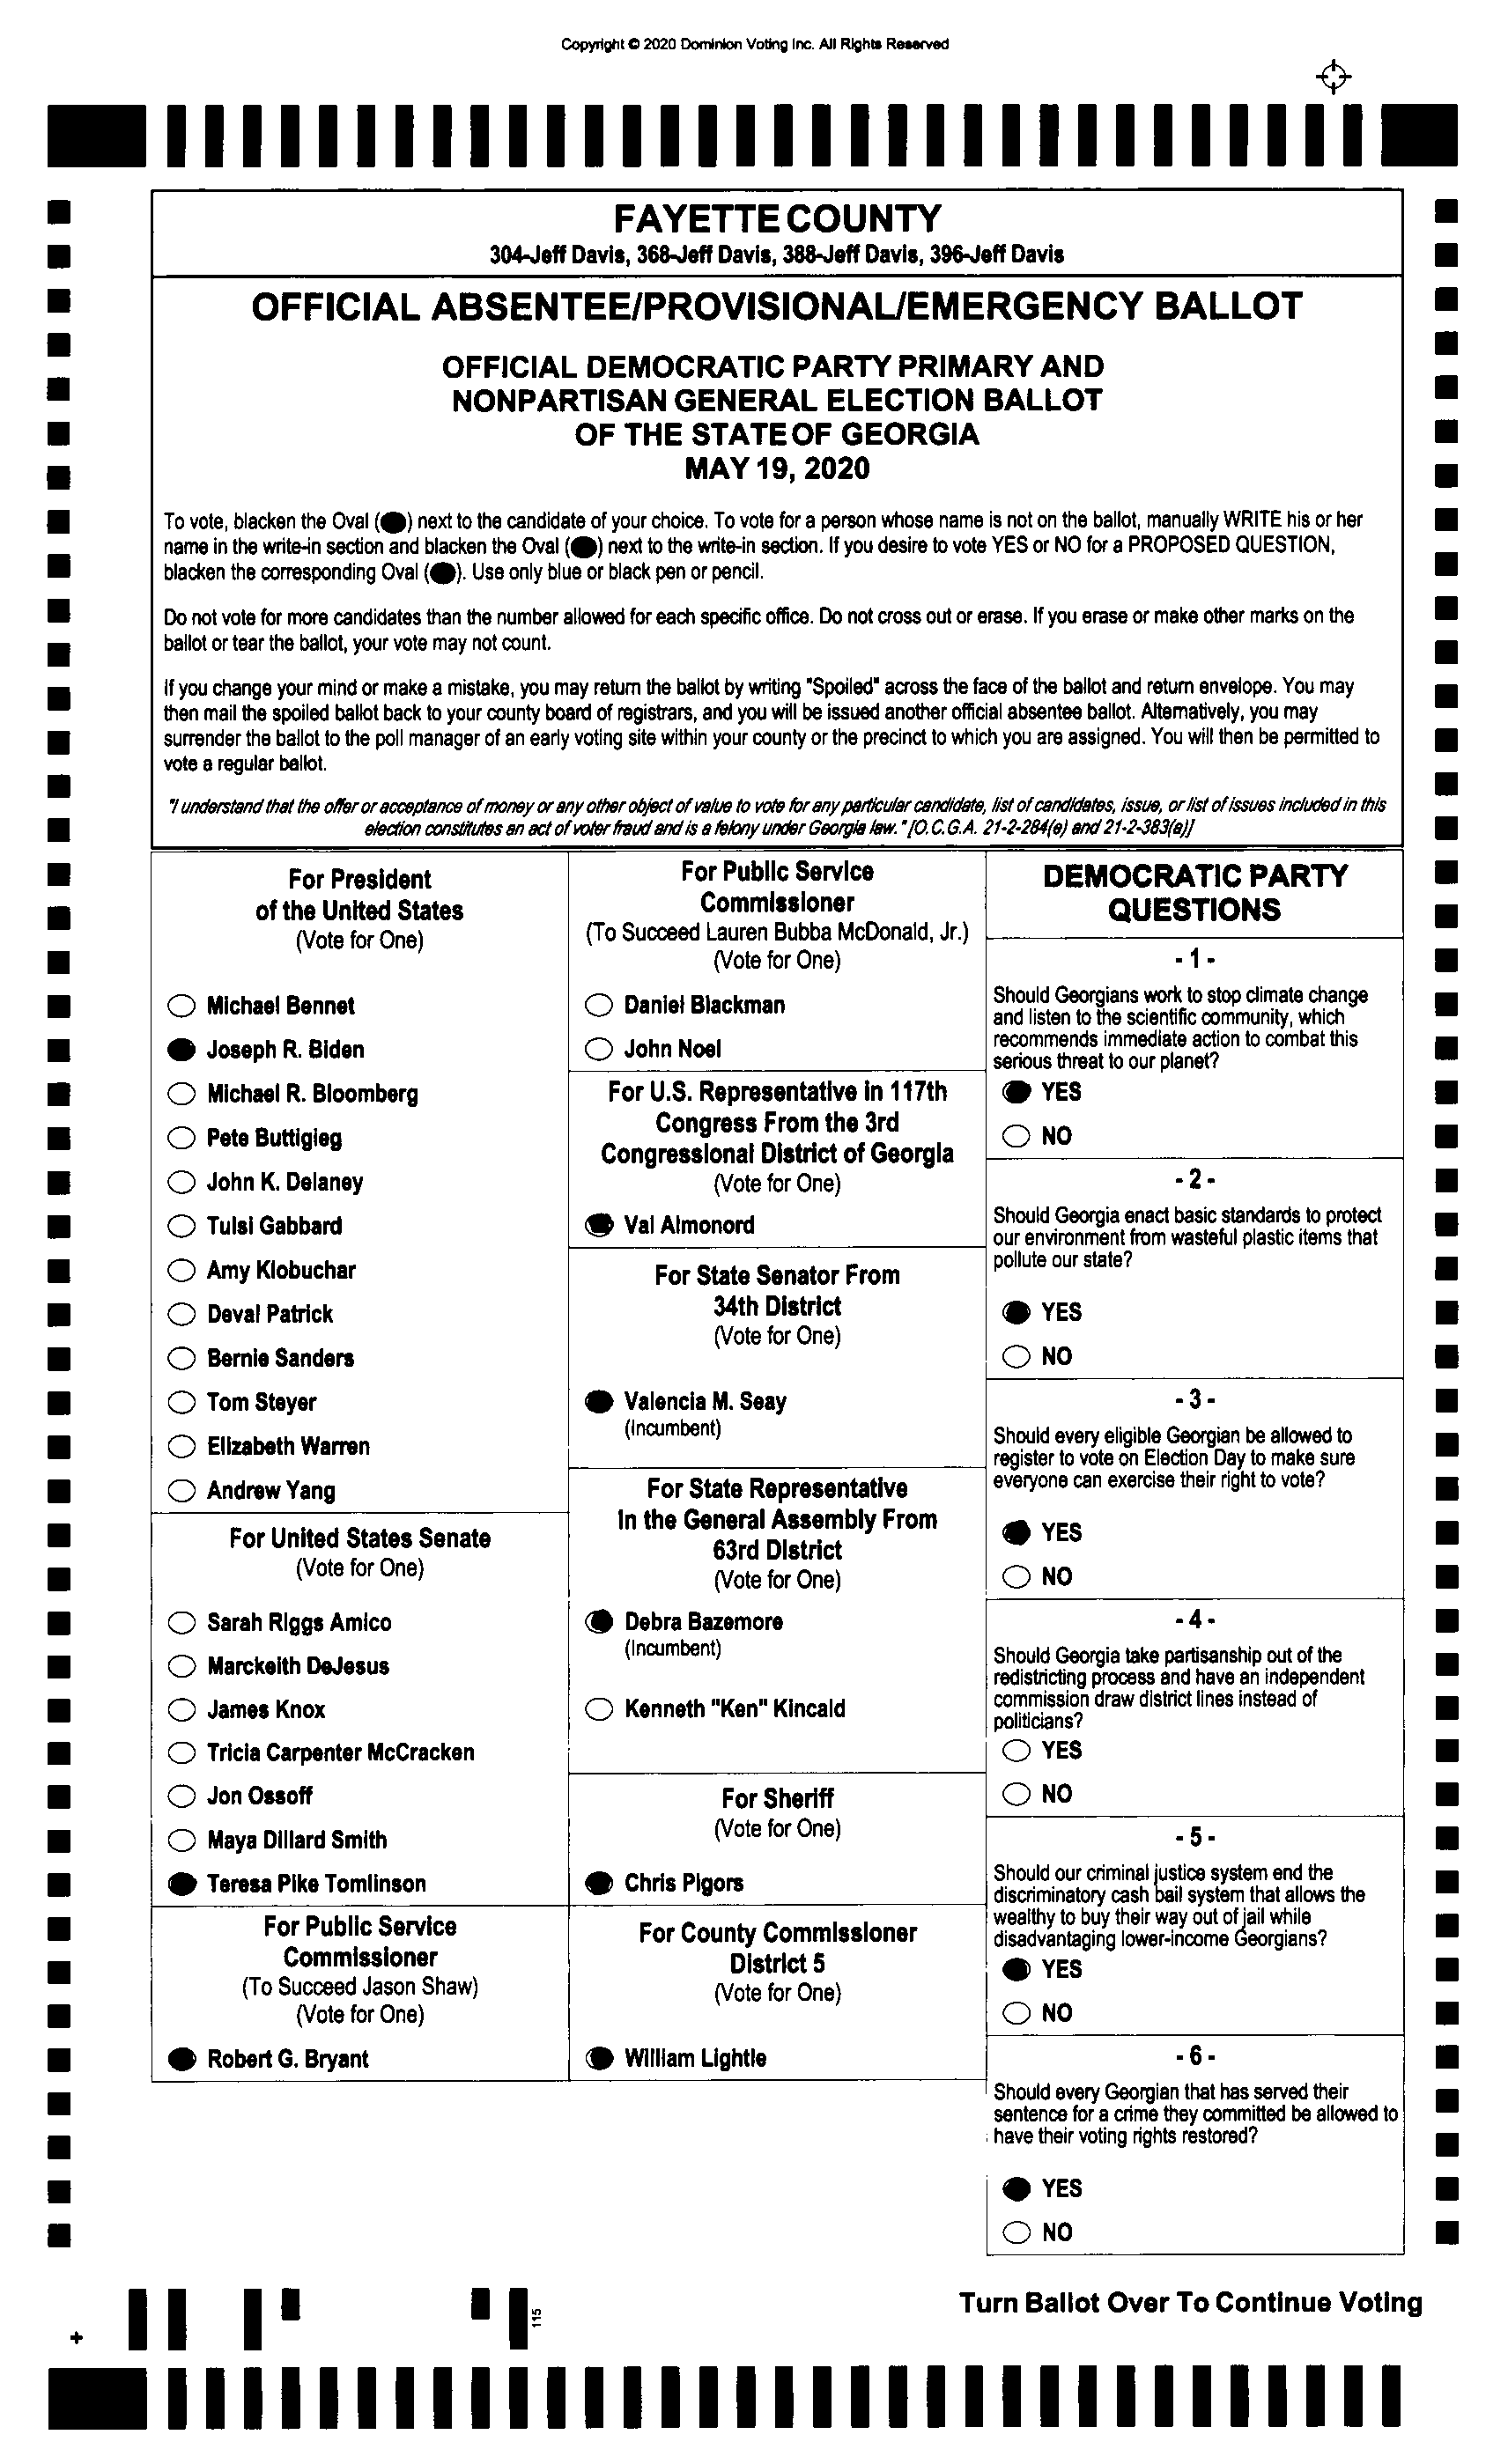 Copyright © 2020 Dominion Voting Inc. All Rights Reserved
FAYETTE COUNTY
304-Jeff Davis, 368-Jeff Davis, 388-Jeff Davis, 396-Jeff Davis
OFFICIAL ABSENTEE/PROVISIONAL/EMERGENCY BALLOT
OFFICIAL DEMOCRATIC PARTY PRIMARY AND
NONPARTISAN GENERAL ELECTION BALLOT
OF THE STATE OF GEORGIA
MAY 19, 2020
To vote, blacken the Oval (⬬) next to the candidate of your choice. To vote for a person whose name is not on the ballot, manually WRITE his or her
name in the write-in section and blacken the Oval (⬬) next to the write-in section. If you desire to vote YES or NO for a PROPOSED QUESTION,
blacken the corresponding Oval (⬬). Use only blue or black pen or pencil.
Do not vote for more candidates than the number allowed for each specific office. Do not cross out or erase. If you erase or make other marks on the
ballot or tear the ballot, your vote may not count.
If you change your mind or make a mistake, you may return the ballot by writing "Spoiled" across the face of the ballot and return envelope. You may
then mail the spoiled ballot back to your county board of registrars, and you will be issued another official absentee ballot. Alternatively, you may
surrender the ballot to the poll manager of an early voting site within your county or the precinct to which you are assigned. You will then be permitted to
vote a regular ballot.
"I understand that the offer or acceptance of money or any other object of value to vote for any particular candidate, list of candidates, issue, or list of issues included in this
election constitutes an act of voter fraud and is a felony under Georgia law." [O.C.G.A. 21-2-284(e) and 21-2-383(a)]
For President
of the United States
(Vote for One)
Michael Bennet
Joseph R. Biden
Michael R. Bloomberg
Pete Buttigieg
John K. Delaney
Tulsi Gabbard
Amy Klobuchar
Deval Patrick
Bernie Sanders
Tom Steyer
Elizabeth Warren
Andrew Yang
For United States Senate
(Vote for One)
Sarah Riggs Amico
Marckeith DeJesus
James Knox
Tricia Carpenter McCracken
Jon Ossoff
Maya Dillard Smith
Teresa Pike Tomlinson
For Public Service
Commissioner
(To Succeed Jason Shaw)
(Vote for One)
Robert G. Bryant
For Public Service
Commissioner
(To Succeed Lauren Bubba McDonald, Jr.)
(Vote for One)
Daniel Blackman
John Noel
For U.S. Representative in 117th
Congress From the 3rd
Congressional District of Georgia
(Vote for One)
Val Almonord
For State Senator From
34th District
(Vote for One)
Valencia M. Seay
(Incumbent)
For State Representative
In the General Assembly From
63rd District
(Vote for One)
Debra Bazemore
(Incumbent)
Kenneth "Ken" Kincaid
For Sheriff
(Vote for One)
Chris Pigors
For County Commissioner
District 5
(Vote for One)
William Lightle
DEMOCRATIC PARTY
QUESTIONS
- 1 -
Should Georgians work to stop climate change
and listen to the scientific community, which
recommends immediate action to combat this
serious threat to our planet?
YES
NO
- 2 -
Should Georgia enact basic standards to protect
our environment from wasteful plastic items that
pollute our state?
YES
NO
- 3 -
Should every eligible Georgian be allowed to
register to vote on Election Day to make sure
everyone can exercise their right to vote?
YES
NO
- 4 -
Should Georgia take partisanship out of the
redistricting process and have an independent
commission draw district lines instead of
politicians?
YES
NO
- 5 -
Should our criminal justice system end the
discriminatory cash bail system that allows the
wealthy to buy their way out of jail while
disadvantaging lower-income Georgians?
YES
NO
- 6 -
Should every Georgian that has served their
sentence for a crime they committed be allowed to
have their voting rights restored?
YES
NO
Turn Ballot Over To Continue Voting
115